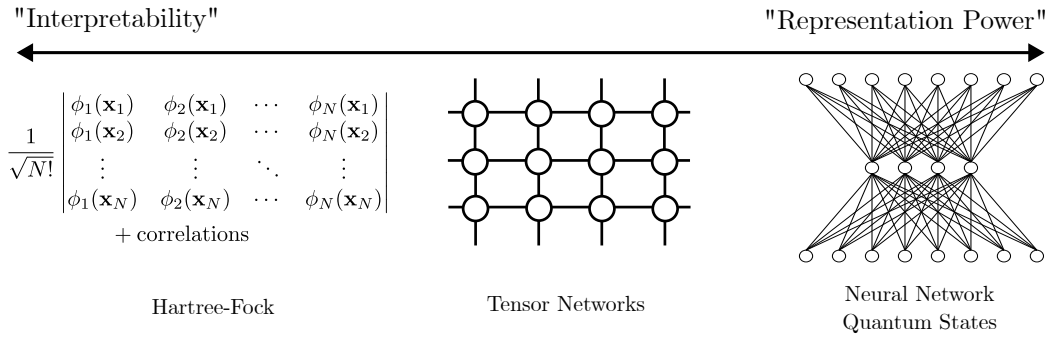 "Interpretability"
"Representation Power"
1
√N!
ϕ₁(x₁) ϕ₂(x₁) ⋯ ϕ_N(x₁)
ϕ₁(x₂) ϕ₂(x₂) ⋯ ϕ_N(x₂)
⋮ ⋮ ⋱ ⋮
ϕ₁(x_N) ϕ₂(x_N) ⋯ ϕ_N(x_N)
+ correlations
Hartree-Fock
Tensor Networks
Neural Network
Quantum States